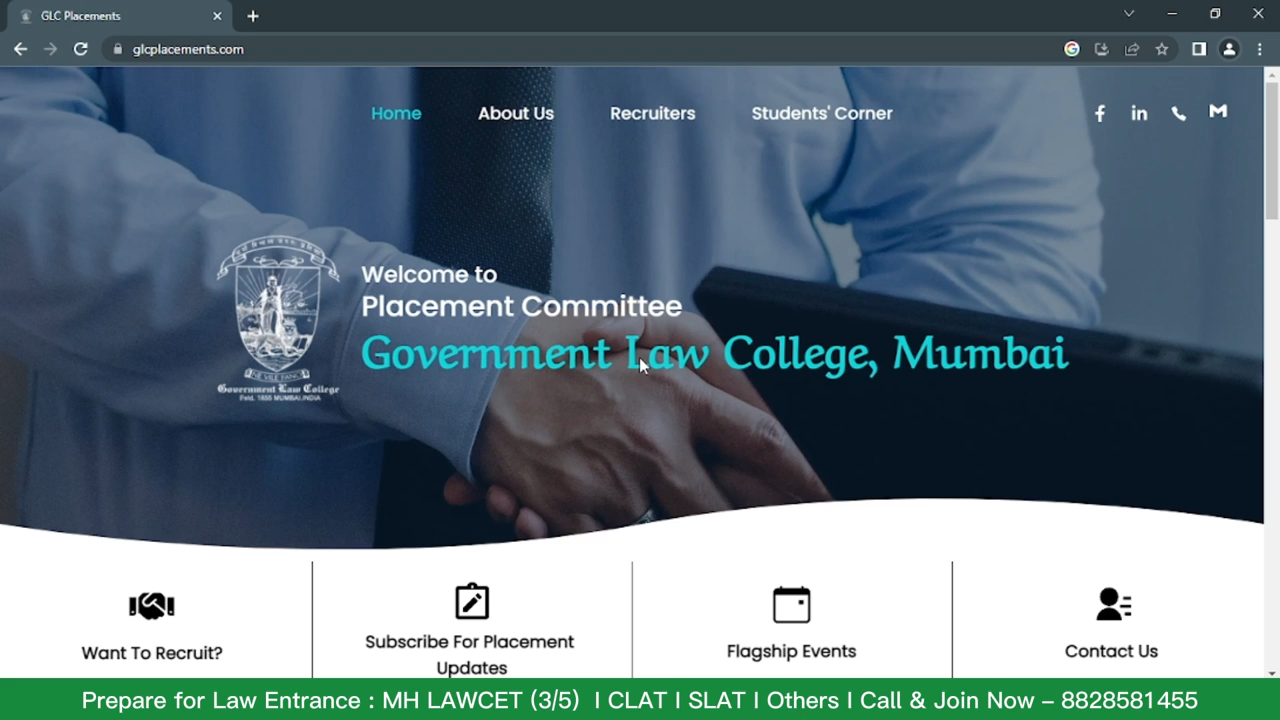 GLC Placements
glcplacements.com
Home
About Us
Recruiters
Students' Corner
Welcome to
Placement Committee
Government Law College, Mumbai
Government Law College
Want To Recruit?
Subscribe For Placement
Updates
Flagship Events
Contact Us
Prepare for Law Entrance : MH LAWCET (3/5) I CLAT I SLAT I Others I Call & Join Now – 8828581455